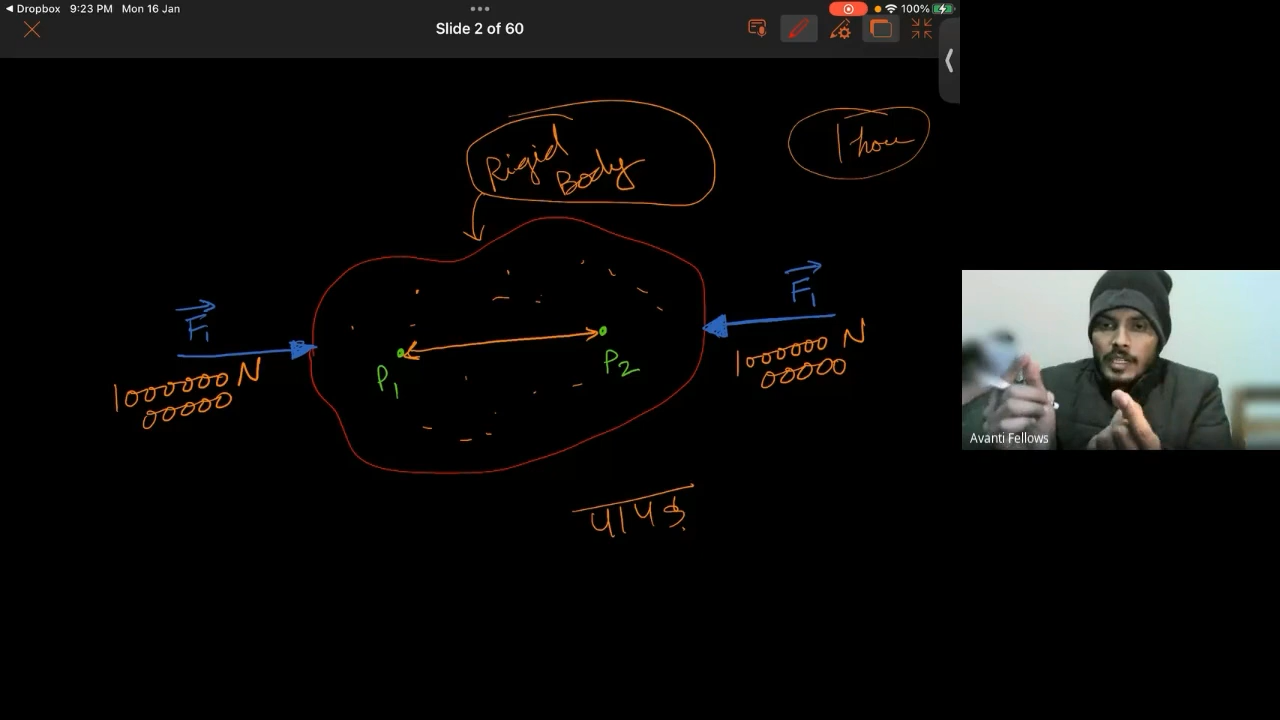 ◀ Dropbox 9:23 PM Mon 16 Jan
100%
Slide 2 of 60
Rigid
Body
1 hour
F₁
1000000 N
00000
F₁
1000000 N
00000
P₁
P₂
पापड़
Avanti Fellows